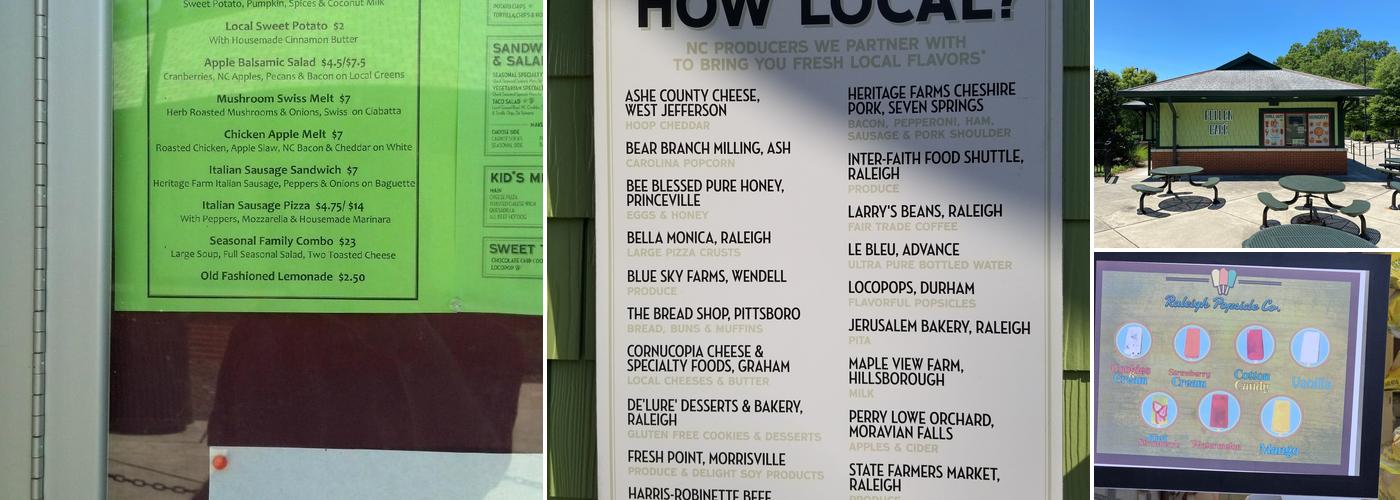 Sweet Potato, Pumpkin, Spices & Coconut Milk
Local Sweet Potato $2
With Housemade Cinnamon Butter
Apple Balsamic Salad $4.5/$7.5
Cranberries, NC Apples, Pecans & Bacon on Local Greens
Mushroom Swiss Melt $7
Herb Roasted Mushrooms & Onions, Swiss on Ciabatta
Chicken Apple Melt $7
Roasted Chicken, Apple Slaw, NC Bacon & Cheddar on White
Italian Sausage Sandwich $7
Heritage Farm Italian Sausage, Peppers & Onions on Baguette
Italian Sausage Pizza $4.75/ $14
With Peppers, Mozzarella & Housemade Marinara
Seasonal Family Combo $23
Large Soup, Full Seasonal Salad, Two Toasted Cheese
Old Fashioned Lemonade $2.50
SANDW
& SALA
KID'S M
SWEET T
HOW LOCAL?
NC PRODUCERS WE PARTNER WITH
TO BRING YOU FRESH LOCAL FLAVORS*
ASHE COUNTY CHEESE,
WEST JEFFERSON
HOOP CHEDDAR
BEAR BRANCH MILLING, ASH
CAROLINA POPCORN
BEE BLESSED PURE HONEY,
PRINCEVILLE
EGGS & HONEY
BELLA MONICA, RALEIGH
LARGE PIZZA CRUSTS
BLUE SKY FARMS, WENDELL
PRODUCE
THE BREAD SHOP, PITTSBORO
BREAD, BUNS & MUFFINS
CORNUCOPIA CHEESE &
SPECIALTY FOODS, GRAHAM
LOCAL CHEESES & BUTTER
DE'LURE' DESSERTS & BAKERY,
RALEIGH
GLUTEN FREE COOKIES & DESSERTS
FRESH POINT, MORRISVILLE
PRODUCE & DELIGHT SOY PRODUCTS
HARRIS-ROBINETTE BEEF
HERITAGE FARMS CHESHIRE
PORK, SEVEN SPRINGS
BACON, PEPPERONI, HAM,
SAUSAGE & PORK SHOULDER
INTER-FAITH FOOD SHUTTLE,
RALEIGH
PRODUCE
LARRY'S BEANS, RALEIGH
FAIR TRADE COFFEE
LE BLEU, ADVANCE
ULTRA PURE BOTTLED WATER
LOCOPOPS, DURHAM
FLAVORFUL POPSICLES
JERUSALEM BAKERY, RALEIGH
PITA
MAPLE VIEW FARM,
HILLSBOROUGH
MILK
PERRY LOWE ORCHARD,
MORAVIAN FALLS
APPLES & CIDER
STATE FARMERS MARKET,
RALEIGH
PRODUCE
PULLEN
PARK
HUNGRY?
Raleigh Popsicle Co.
Cookies
Cream
Strawberry
Cream
Cotton
Candy
Vanilla
Watermelon
Mango